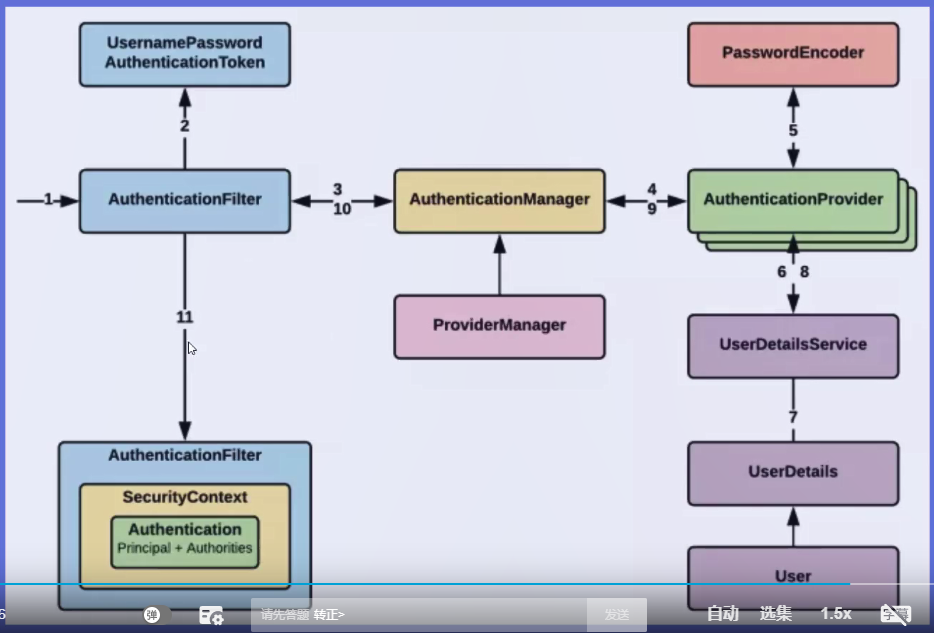 UsernamePassword
AuthenticationToken
PasswordEncoder
2
5
1
AuthenticationFilter
3
10
AuthenticationManager
4
9
AuthenticationProvider
6 8
ProviderManager
11
UserDetailsService
7
AuthenticationFilter
SecurityContext
Authentication
Principal + Authorities
UserDetails
User
6
弹
请先答题 转正>
发送
自动
选集
1.5x
字幕